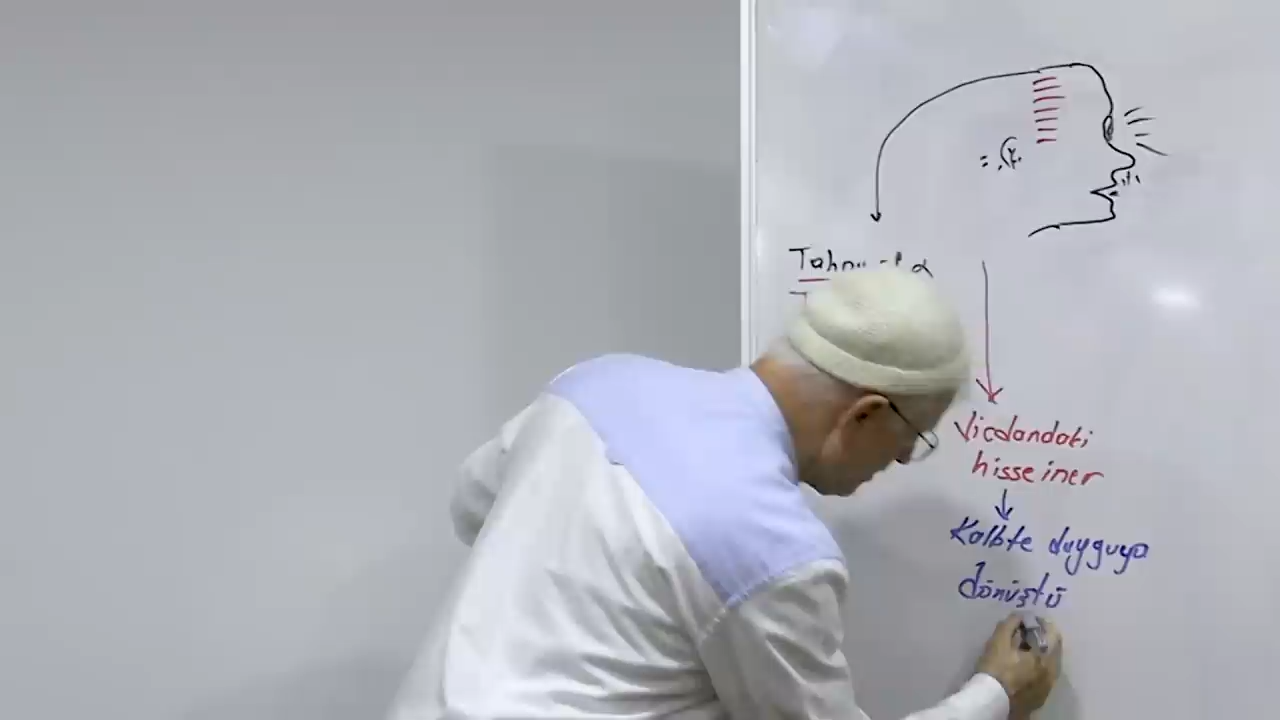 Vicdandaki
hisse iner
Kalbte duyguya
dönüştü